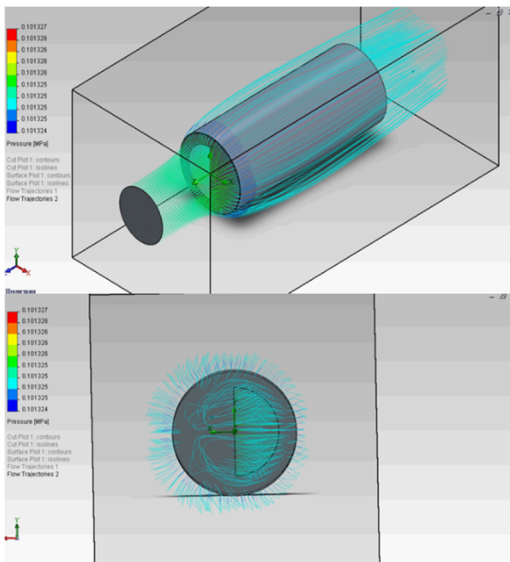 0.101327
0.101326
0.101326
0.101326
0.101326
0.101325
0.101325
0.101325
0.101324
Pressure [MPa]
Cut Plot 1: contours
Cut Plot 1: isolines
Surface Plot 1: contours
Surface Plot 1: isolines
Flow Trajectories 1
Flow Trajectories 2
Y
Z
X
0.101327
0.101326
0.101326
0.101326
0.101326
0.101325
0.101325
0.101325
0.101324
Pressure [MPa]
Cut Plot 1: contours
Cut Plot 1: isolines
Surface Plot 1: contours
Surface Plot 1: isolines
Flow Trajectories 1
Flow Trajectories 2
X
Y